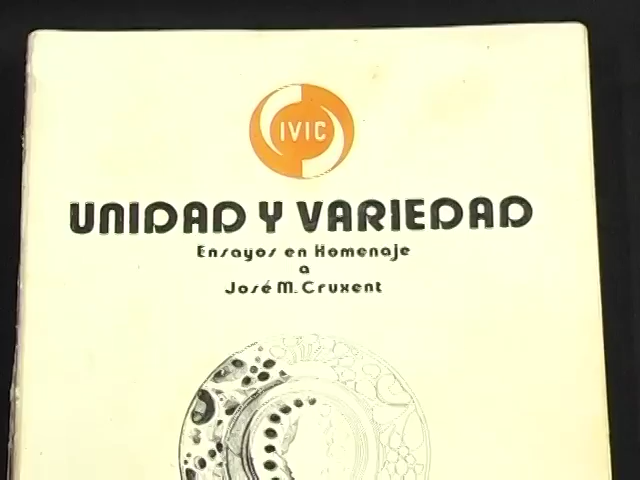 IVIC
UNIDAD Y VARIEDAD
Ensayos en Homenaje
a
José M. Cruxent